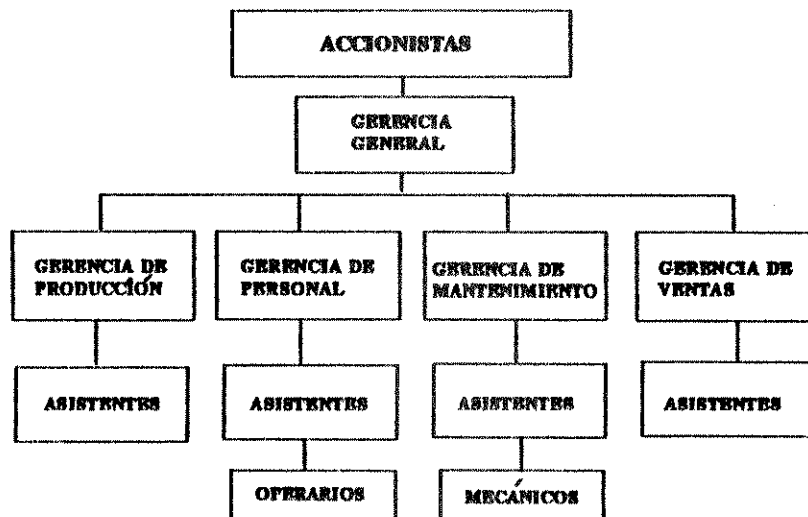 ACCIONISTAS
GERENCIA
GENERAL
GERENCIA DE
PRODUCCIÓN
GERENCIA DE
PERSONAL
GERENCIA DE
MANTENIMIENTO
GERENCIA DE
VENTAS
ASISTENTES
ASISTENTES
ASISTENTES
ASISTENTES
OPERARIOS
MECÁNICOS